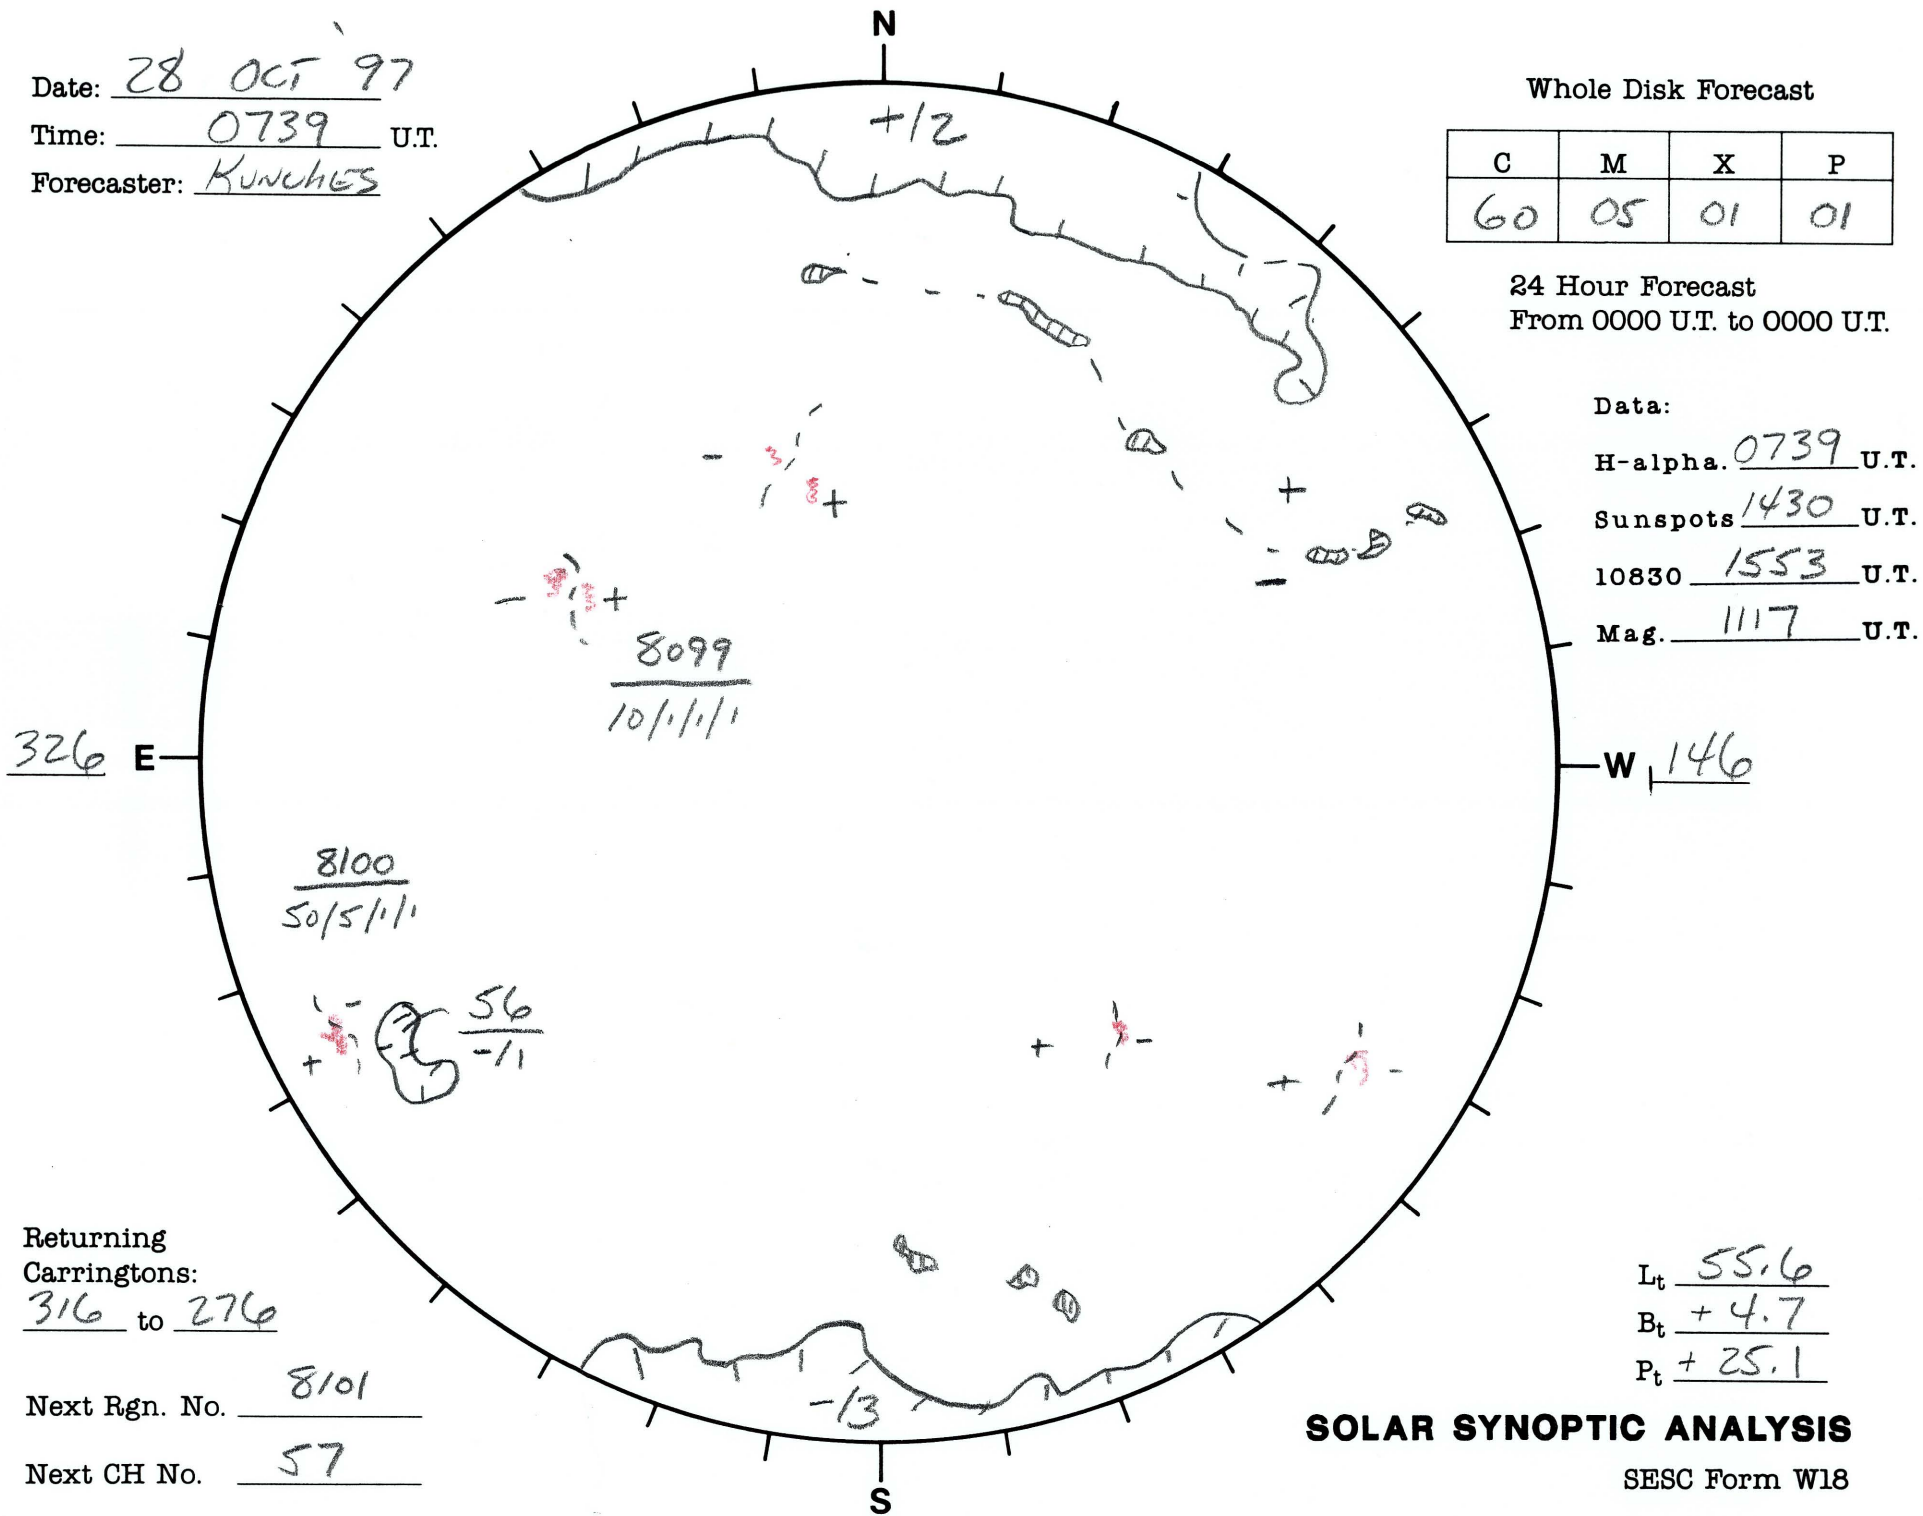 N
Date: 28 OCT '97
Time: 0739 U.T.
Forecaster: KUNCHES
+/2
Whole Disk Forecast
C M X P
60 05 01 01
24 Hour Forecast
From 0000 U.T. to 0000 U.T.
Data:
H-alpha. 0739 U.T.
Sunspots 1430 U.T.
10830 1553 U.T.
Mag. 1117 U.T.
- +
+
-
- +
8099
10/1/1/1
326 E
W 146
8100
50/5/1/1
56
-/1
+
+ -
+ -
Returning
Carringtons:
316 to 276
Next Rgn. No. 8101
Next CH No. 57
-/3
S
Lt 55.6
Bt + 4.7
Pt + 25.1
SOLAR SYNOPTIC ANALYSIS
SESC Form W18